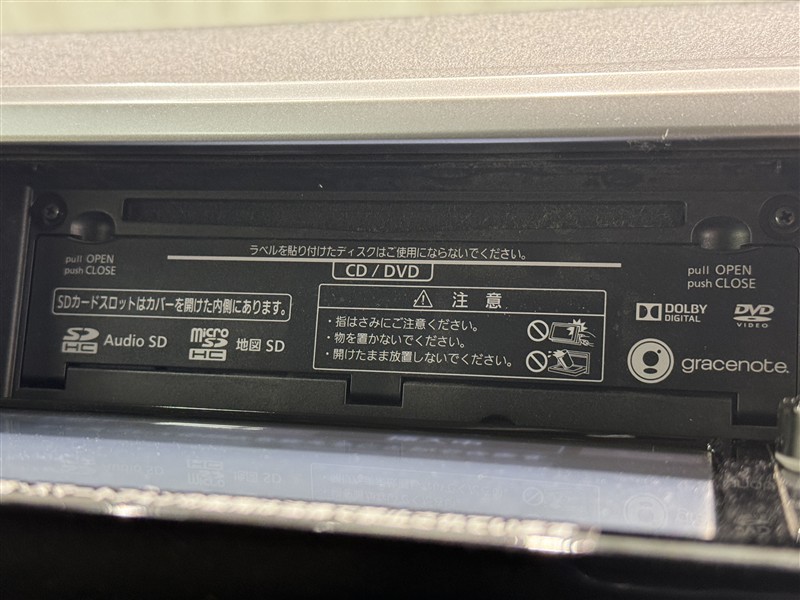 ラベルを貼り付けたディスクはご使用にならないでください。
pull OPEN
push CLOSE
CD / DVD
pull OPEN
push CLOSE
SDカードスロットはカバーを開けた内側にあります。
SD HC Audio SD
micro SD HC 地図 SD
⚠ 注 意
・指はさみにご注意ください。
・物を置かないでください。
・開けたまま放置しないでください。
DOLBY DIGITAL
DVD VIDEO
gracenote.